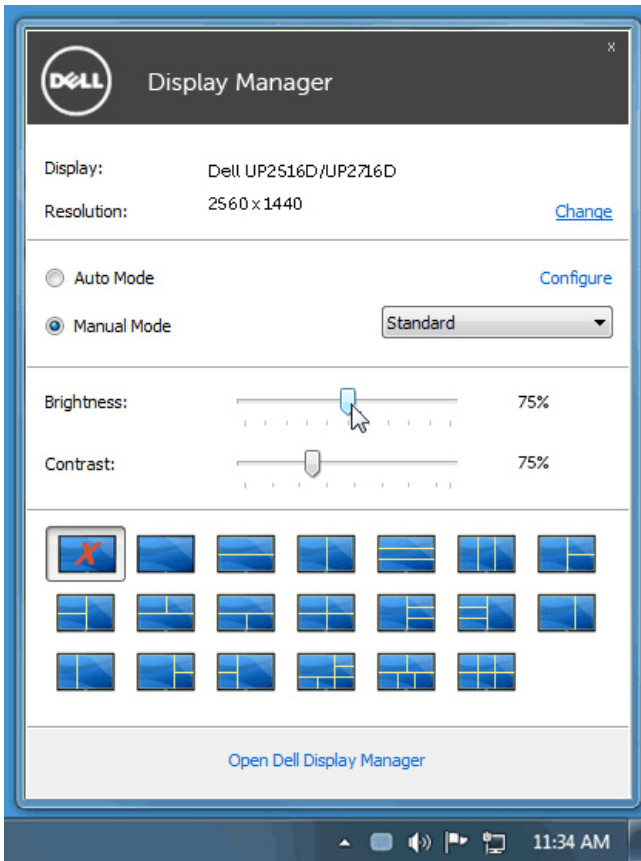 x
DELL
Display Manager
Display: Dell UP2516D/UP2716D
Resolution: 2560 x 1440 Change
Auto Mode Configure
Manual Mode Standard
Brightness: 75%
Contrast: 75%
X
Open Dell Display Manager
11:34 AM